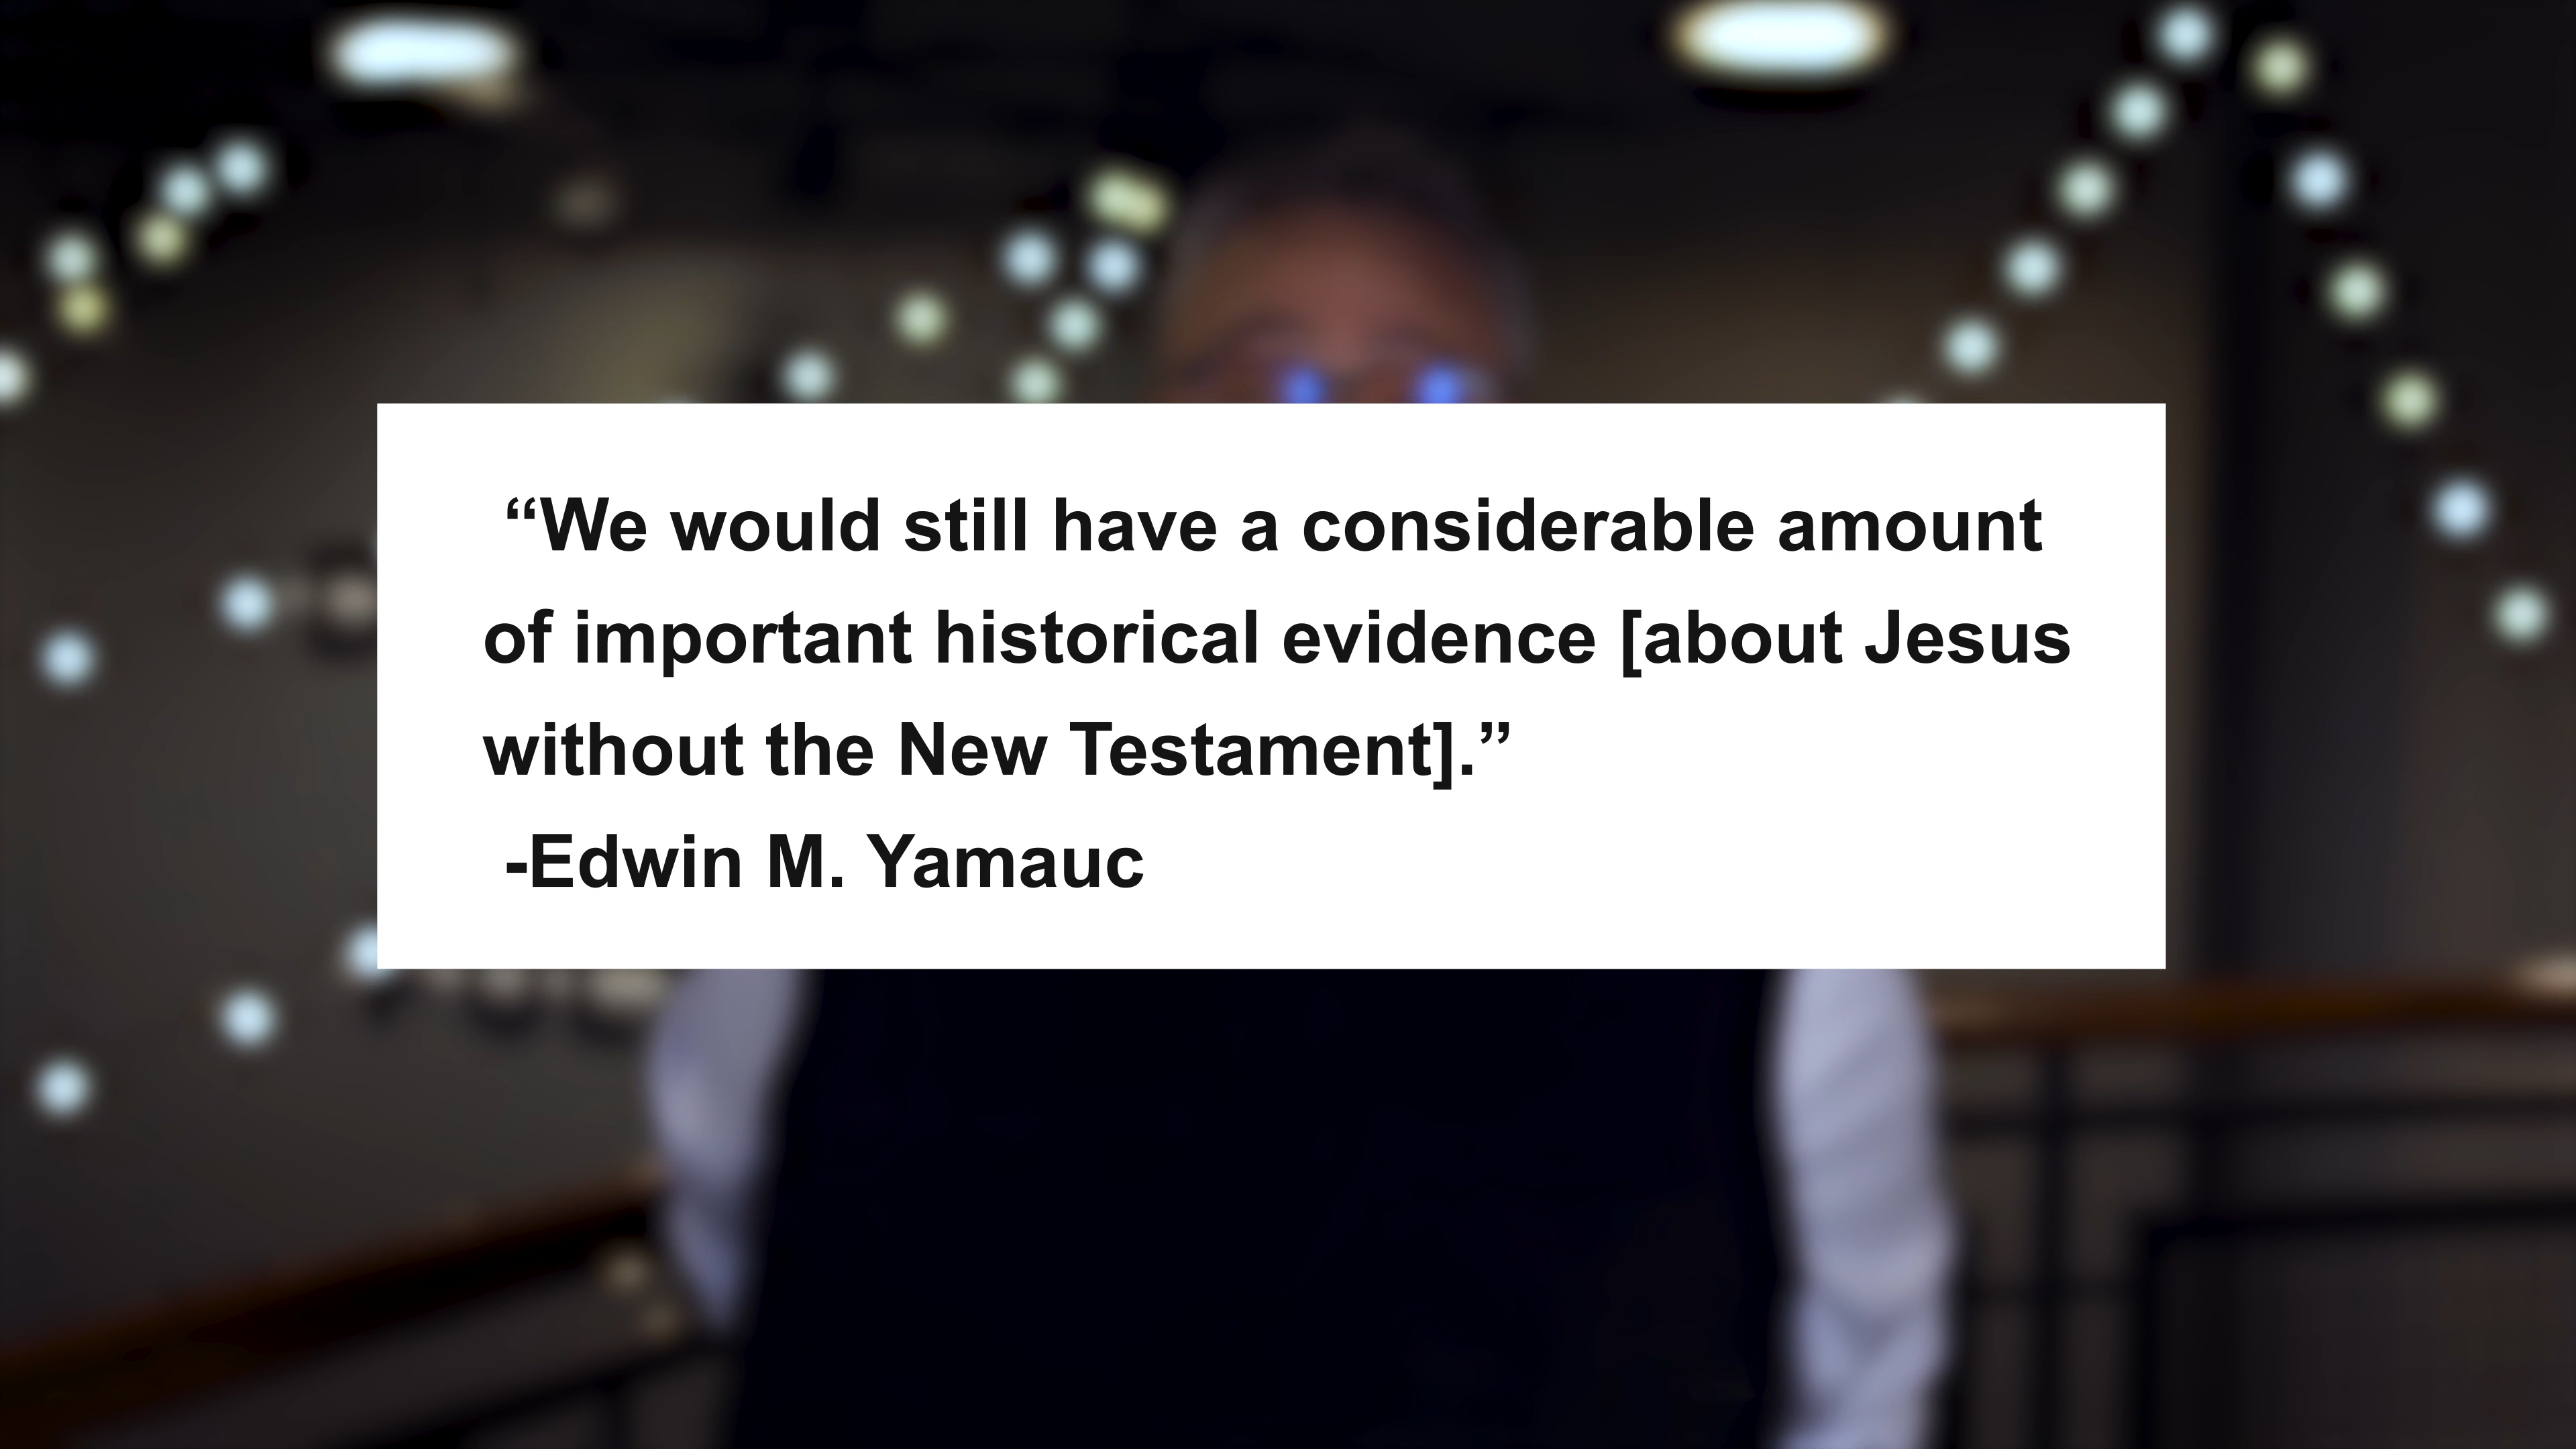 “We would still have a considerable amount
of important historical evidence [about Jesus
without the New Testament].”
-Edwin M. Yamauc